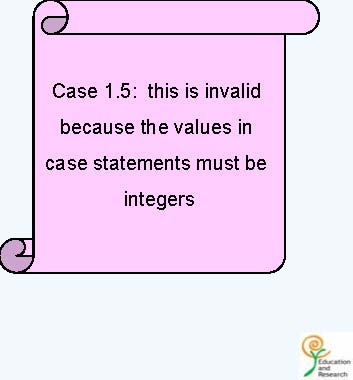 Case 1.5:  this is invalid
because the values in
case statements must be
integers
Education
and
Research